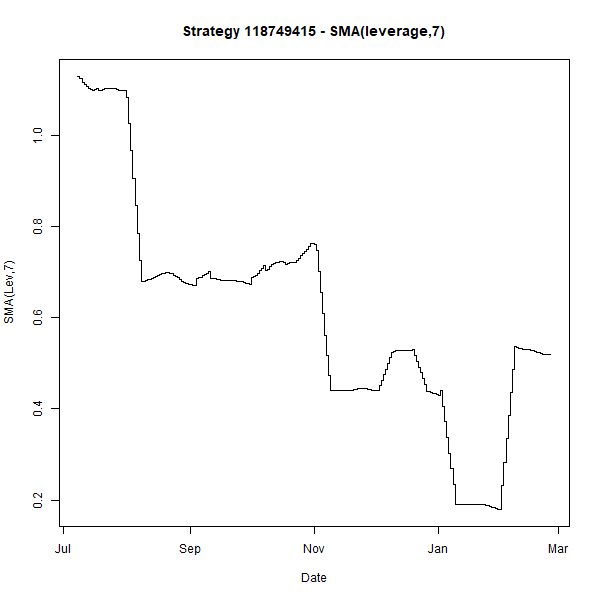 Strategy 118749415 - SMA(leverage,7)
SMA(Lev,7)
1.0
0.8
0.6
0.4
0.2
Jul Sep Nov Jan Mar
Date